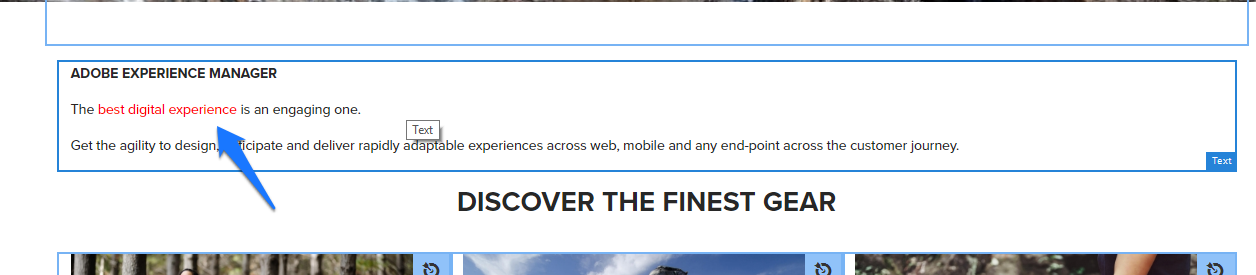 ADOBE EXPERIENCE MANAGER
The best digital experience is an engaging one.
Text
Get the agility to design, and deliver rapidly adaptable experiences across web, mobile and any end-point across the customer journey.
Text
DISCOVER THE FINEST GEAR